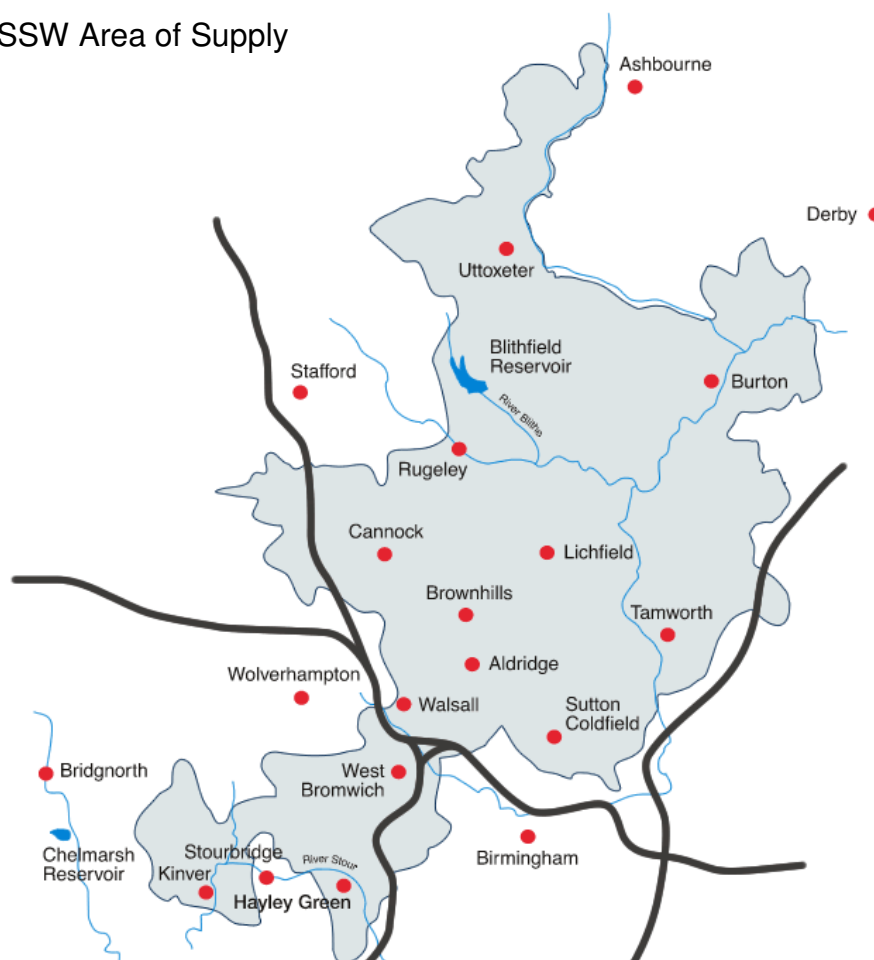 SSW Area of Supply
Ashbourne
Derby
Uttoxeter
Blithfield
Reservoir
Stafford
Burton
River Blithe
Rugeley
Cannock
Lichfield
Brownhills
Tamworth
Aldridge
Wolverhampton
Walsall
Sutton
Coldfield
Bridgnorth
West
Bromwich
Chelmarsh
Reservoir
Stourbridge
River Stour
Birmingham
Kinver
Hayley Green